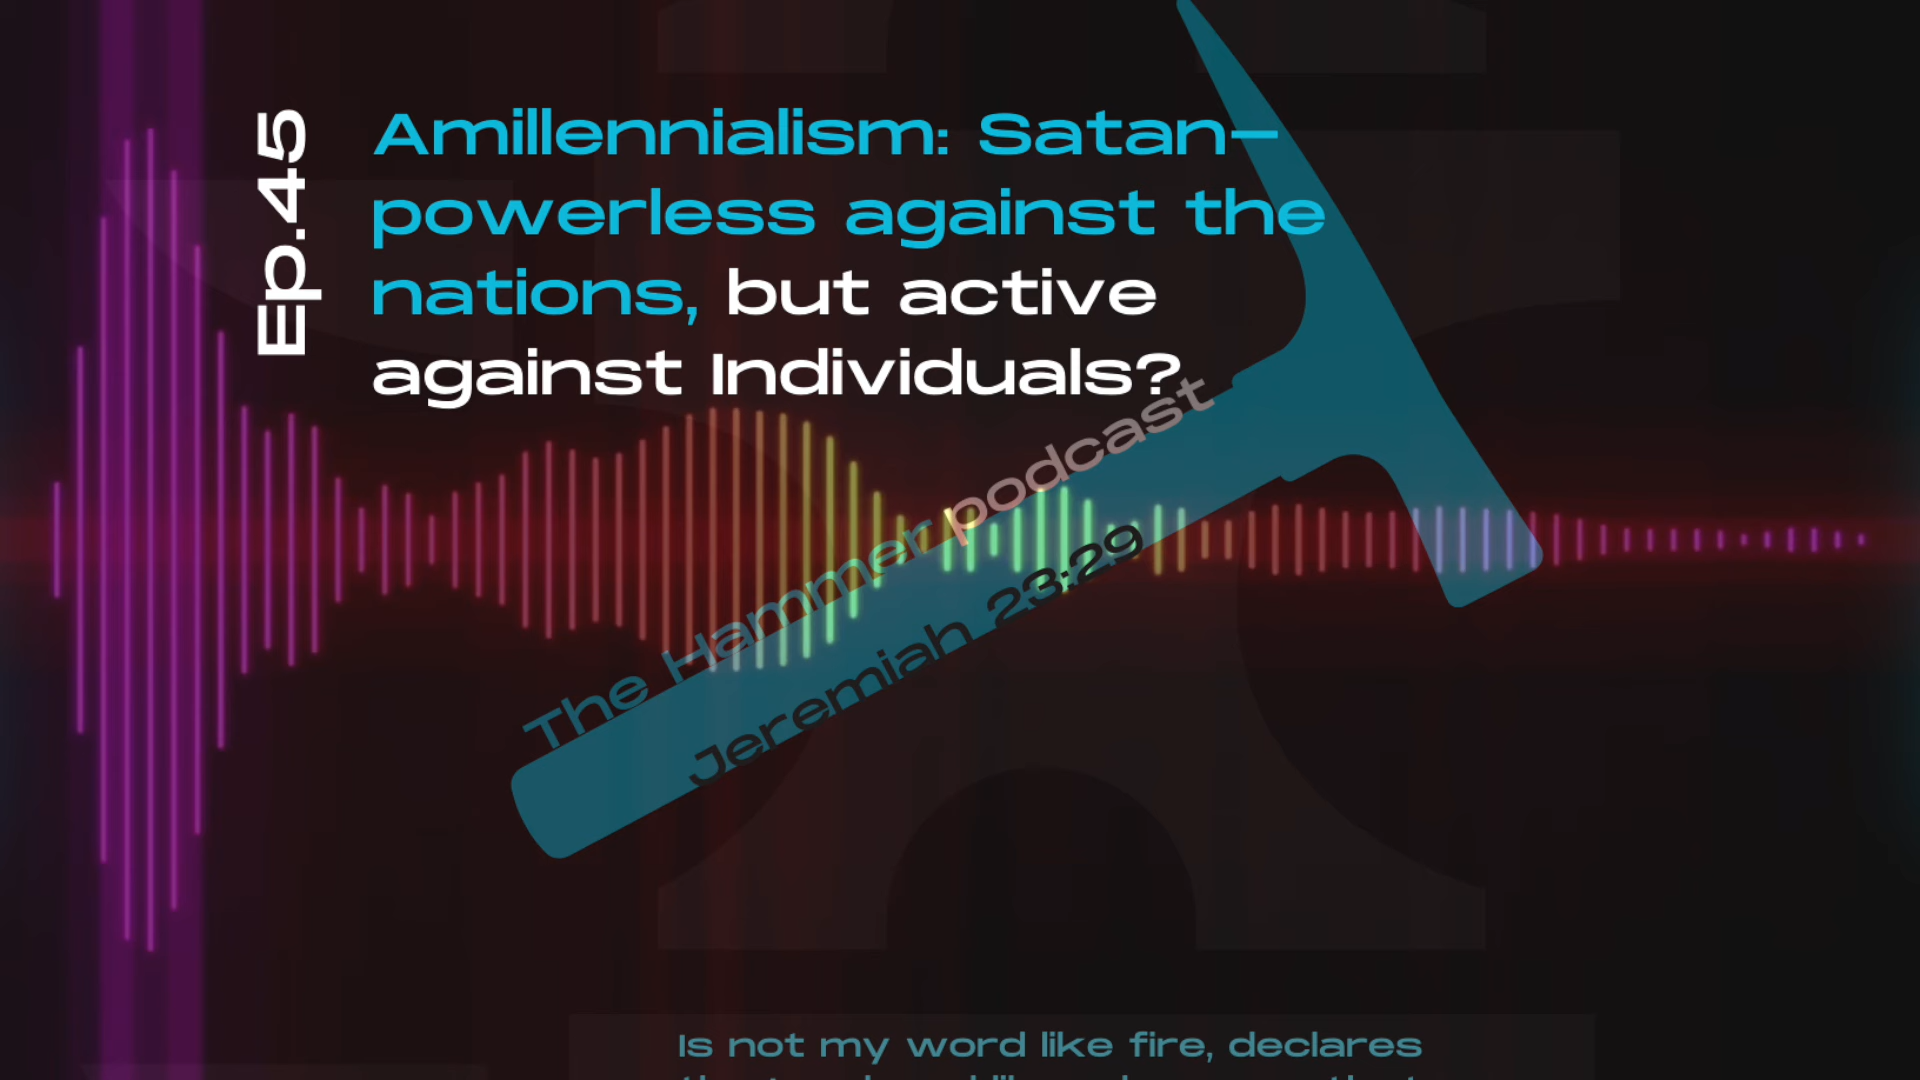 Ep.45
Amillennialism: Satan—
powerless against the
nations, but active
against Individuals?
The Hammer podcast
Jeremiah 23:29
Is not my word like fire, declares